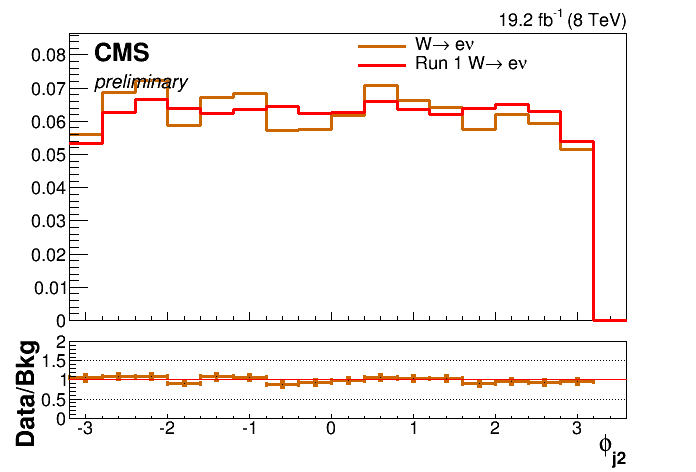 19.2 fb⁻¹ (8 TeV)
CMS
preliminary
W→ eν
Run 1 W→ eν
0.08
0.07
0.06
0.05
0.04
0.03
0.02
0.01
0
Data/Bkg
2
1.5
1
0.5
0
-3 -2 -1 0 1 2 3
ϕj2